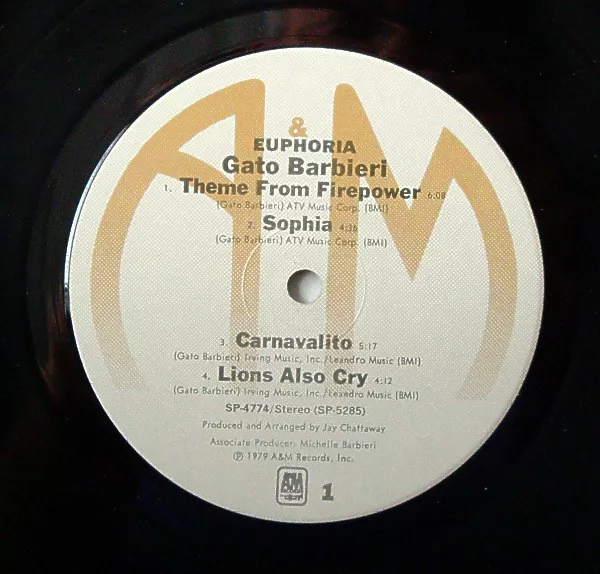 A & M
EUPHORIA
Gato Barbieri
1. Theme From Firepower 6:08
(Gato Barbieri) ATV Music Corp. (BMI)
2. Sophia 4:36
(Gato Barbieri) ATV Music Corp. (BMI)
3. Carnavalito 5:17
(Gato Barbieri) Irving Music, Inc./Leandro Music (BMI)
4. Lions Also Cry 4:12
(Gato Barbieri) Irving Music, Inc./Leandro Music (BMI)
SP-4774/Stereo (SP-5285)
Produced and Arranged by Jay Chattaway
Associate Producer: Michelle Barbieri
℗ 1979 A&M Records, Inc.
A&M
1